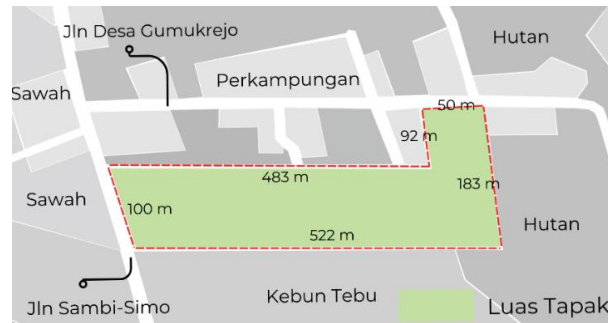 Jln Desa Gumukrejo
Hutan
Sawah
Perkampungan
50 m
92 m
483 m
183 m
Sawah
100 m
522 m
Hutan
Jln Sambi-Simo
Kebun Tebu
Luas Tapak